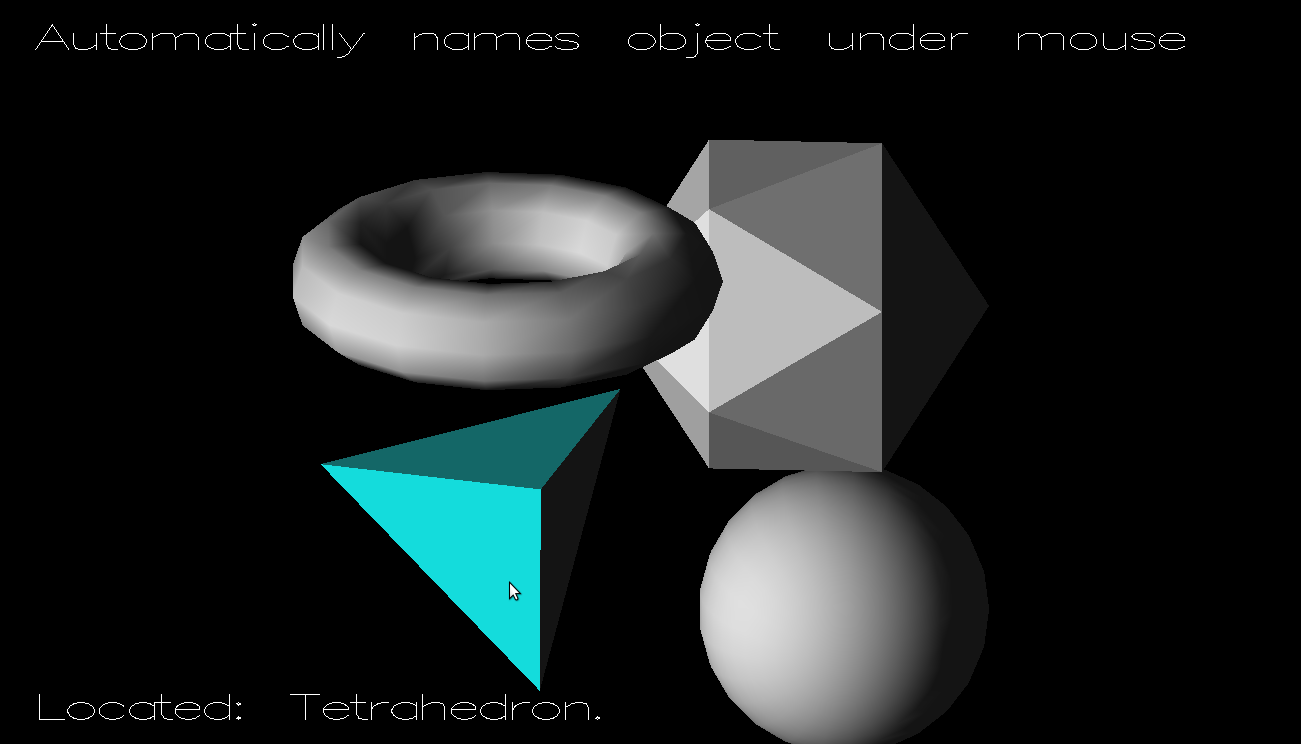 Automatically names object under mouse
Located: Tetrahedron.